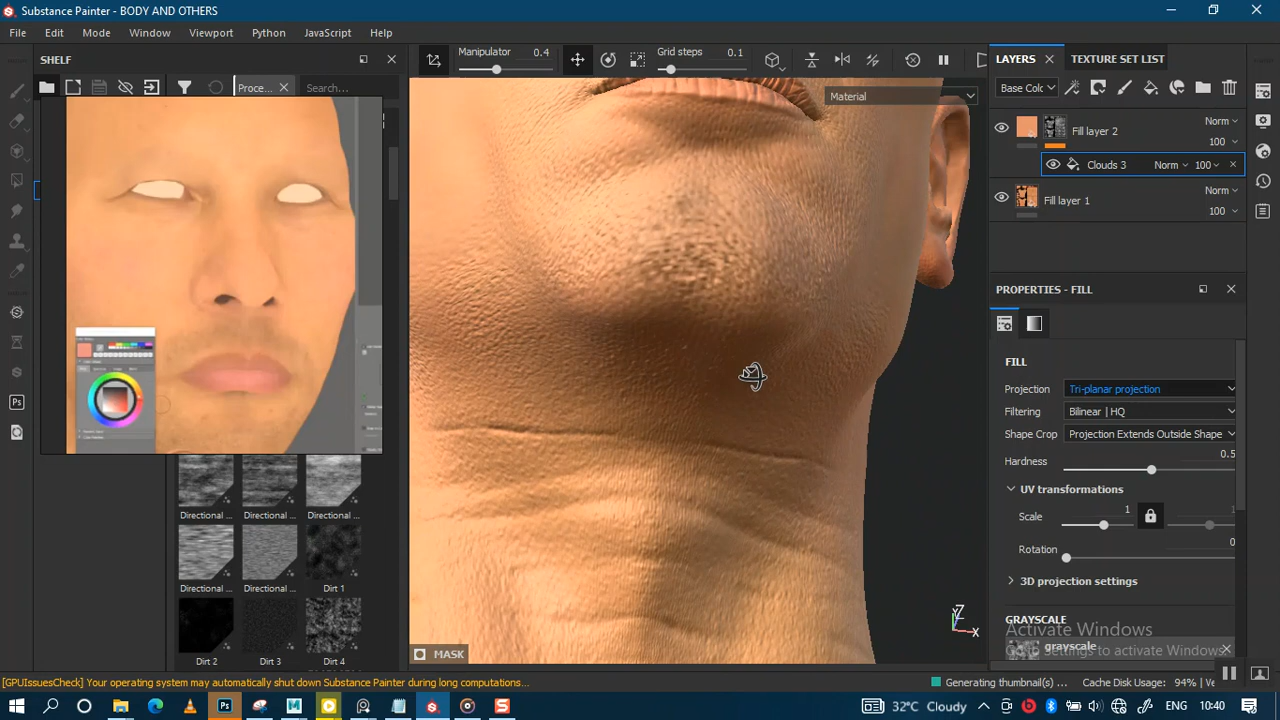 Substance Painter - BODY AND OTHERS
File Edit Mode Window Viewport Python JavaScript Help
SHELF
Manipulator 0.4
Grid steps 0.1
LAYERS
TEXTURE SET LIST
Proce...
Search...
Material
Base Colo
Norm
Fill layer 2
100
Clouds 3 Norm 100
Norm
Fill layer 1
100
PROPERTIES - FILL
FILL
Projection Tri-planar projection
Filtering Bilinear | HQ
Shape Crop Projection Extends Outside Shape
Hardness 0.5
UV transformations
Scale 1 1
Rotation 0
3D projection settings
GRAYSCALE
grayscale
Directional ... Directional ... Directional ...
Directional ... Directional ... Dirt 1
Dirt 2 Dirt 3 Dirt 4
Z
Y
X
MASK
Activate Windows
Go to Settings to activate Windows.
[GPUIssuesCheck] Your operating system may automatically shut down Substance Painter during long computations...
Generating thumbnail(s)... Cache Disk Usage: 94% | Ve
Ps
32°C Cloudy ENG 10:40